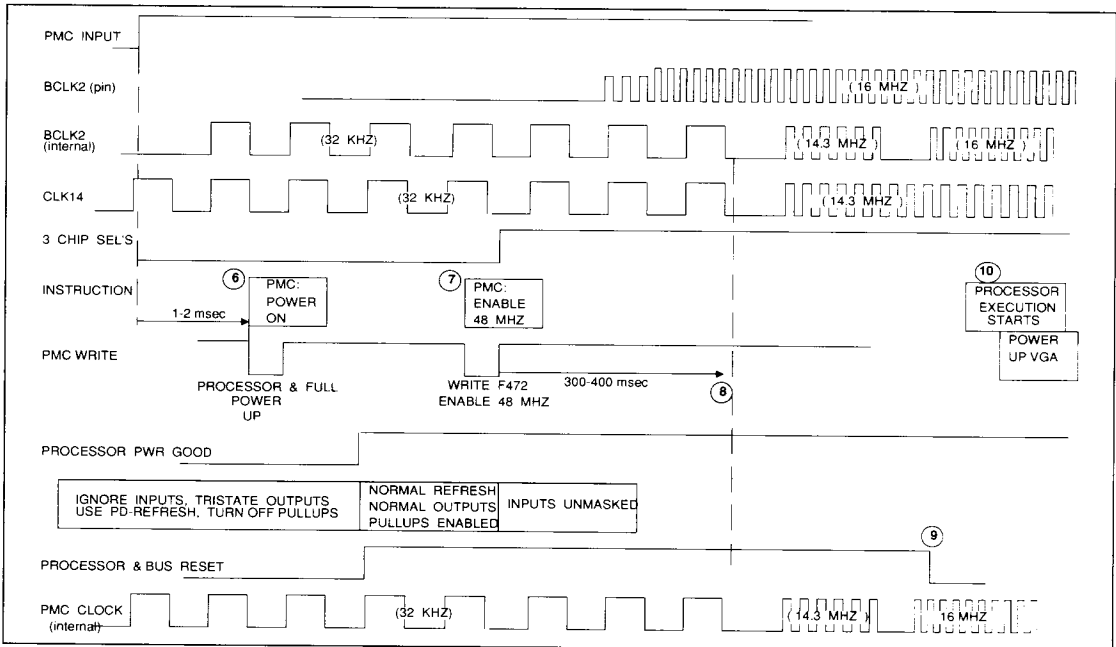 PMC INPUT
BCLK2 (pin)
( 16 MHZ )
BCLK2
(internal)
(32 KHZ)
( 14.3 MHZ )
( 16 MHZ )
CLK14
(32 KHZ)
( 14.3 MHZ )
3 CHIP SEL'S
INSTRUCTION
6
PMC:
POWER
ON
7
PMC:
ENABLE
48 MHZ
10
PROCESSOR
EXECUTION
STARTS
POWER
UP VGA
1-2 msec
PMC WRITE
PROCESSOR & FULL
POWER
UP
WRITE F472
ENABLE 48 MHZ
300-400 msec
8
PROCESSOR PWR GOOD
IGNORE INPUTS, TRISTATE OUTPUTS
USE PD-REFRESH, TURN OFF PULLUPS
NORMAL REFRESH
NORMAL OUTPUTS
PULLUPS ENABLED
INPUTS UNMASKED
9
PROCESSOR & BUS RESET
PMC CLOCK
(internal)
(32 KHZ)
( 14.3 MHZ )
16 MHZ